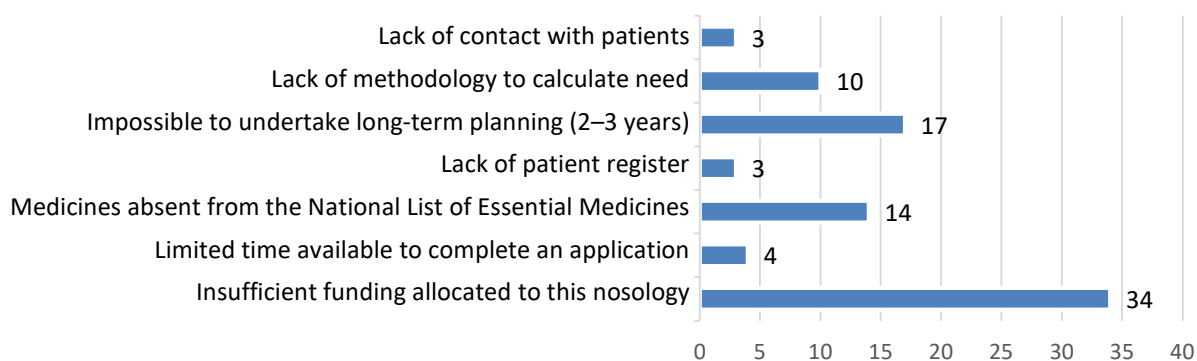 Lack of contact with patients 3
Lack of methodology to calculate need 10
Impossible to undertake long-term planning (2–3 years) 17
Lack of patient register 3
Medicines absent from the National List of Essential Medicines 14
Limited time available to complete an application 4
Insufficient funding allocated to this nosology 34
0 5 10 15 20 25 30 35 40